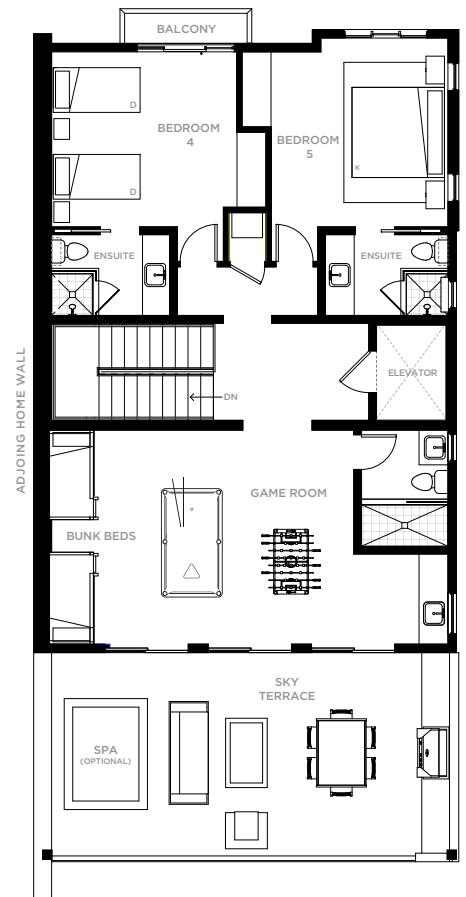 BALCONY
D
BEDROOM
4
BEDROOM
5
K
D
ENSUITE
ENSUITE
ELEVATOR
DN
ADJOING HOME WALL
GAME ROOM
BUNK BEDS
SKY
TERRACE
SPA
(OPTIONAL)